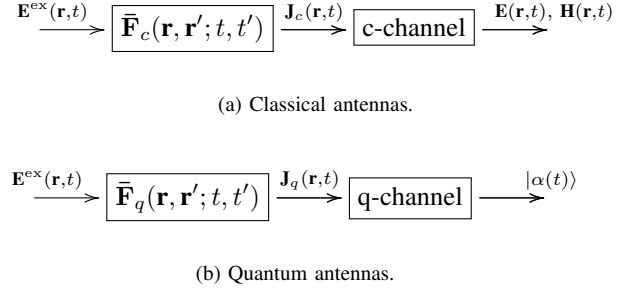 E^ex(r,t) F̄_c(r, r′; t, t′) J_c(r,t) c-channel E(r,t), H(r,t)
(a) Classical antennas.
E^ex(r,t) F̄_q(r, r′; t, t′) J_q(r,t) q-channel |α(t)⟩
(b) Quantum antennas.